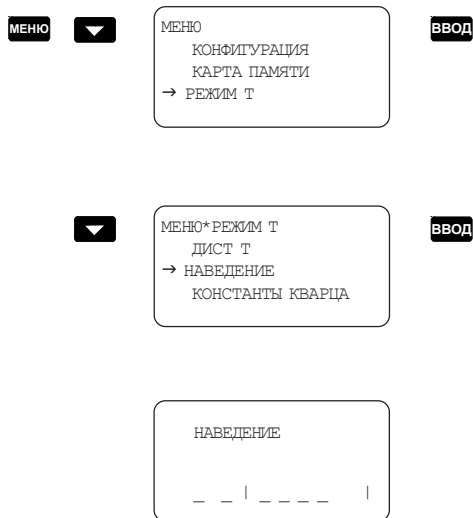 МЕНЮ
МЕНЮ
КОНФИГУРАЦИЯ
КАРТА ПАМЯТИ
→ РЕЖИМ Т
ВВОД
МЕНЮ*РЕЖИМ Т
ДИСТ Т
→ НАВЕДЕНИЕ
КОНСТАНТЫ КВАРЦА
ВВОД
НАВЕДЕНИЕ
_ _ | _ _ _ _ |